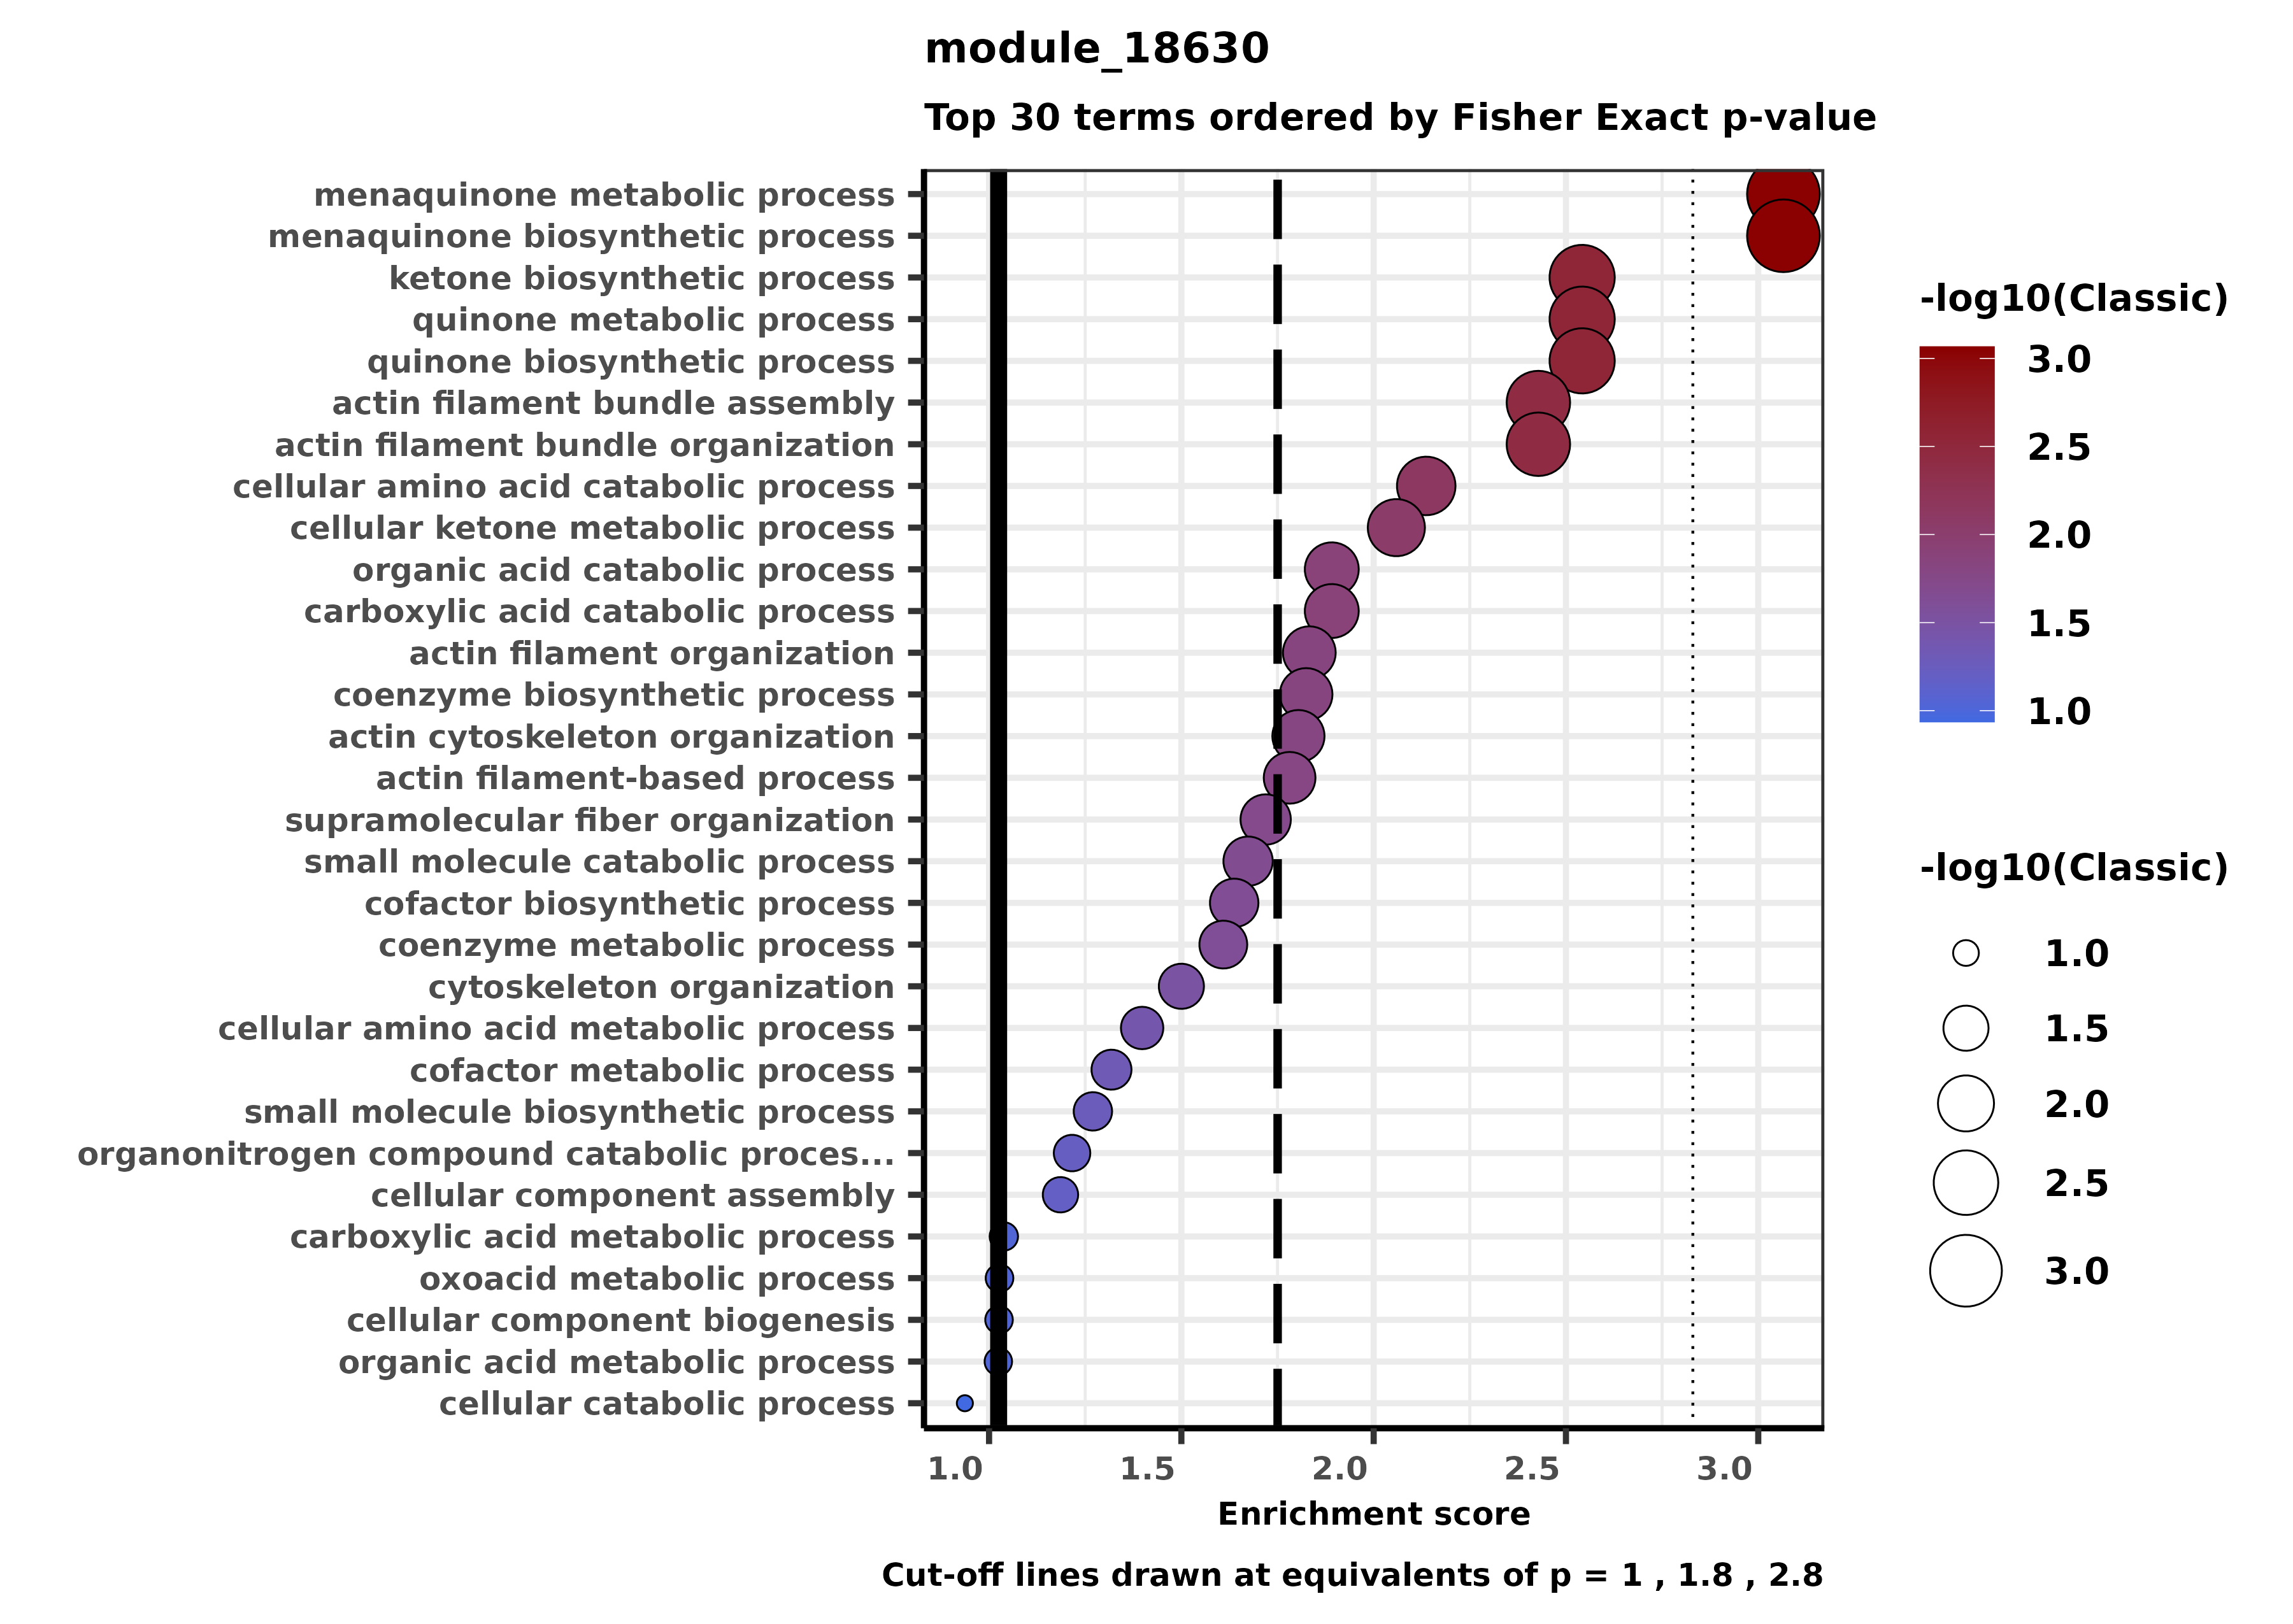 module_18630
Top 30 terms ordered by Fisher Exact p-value
menaquinone metabolic process
menaquinone biosynthetic process
ketone biosynthetic process
quinone metabolic process
quinone biosynthetic process
actin filament bundle assembly
actin filament bundle organization
cellular amino acid catabolic process
cellular ketone metabolic process
organic acid catabolic process
carboxylic acid catabolic process
actin filament organization
coenzyme biosynthetic process
actin cytoskeleton organization
actin filament-based process
supramolecular fiber organization
small molecule catabolic process
cofactor biosynthetic process
coenzyme metabolic process
cytoskeleton organization
cellular amino acid metabolic process
cofactor metabolic process
small molecule biosynthetic process
organonitrogen compound catabolic proces...
cellular component assembly
carboxylic acid metabolic process
oxoacid metabolic process
cellular component biogenesis
organic acid metabolic process
cellular catabolic process
1.0 1.5 2.0 2.5 3.0
Enrichment score
Cut-off lines drawn at equivalents of p = 1 , 1.8 , 2.8
-log10(Classic)
3.0
2.5
2.0
1.5
1.0
-log10(Classic)
1.0
1.5
2.0
2.5
3.0